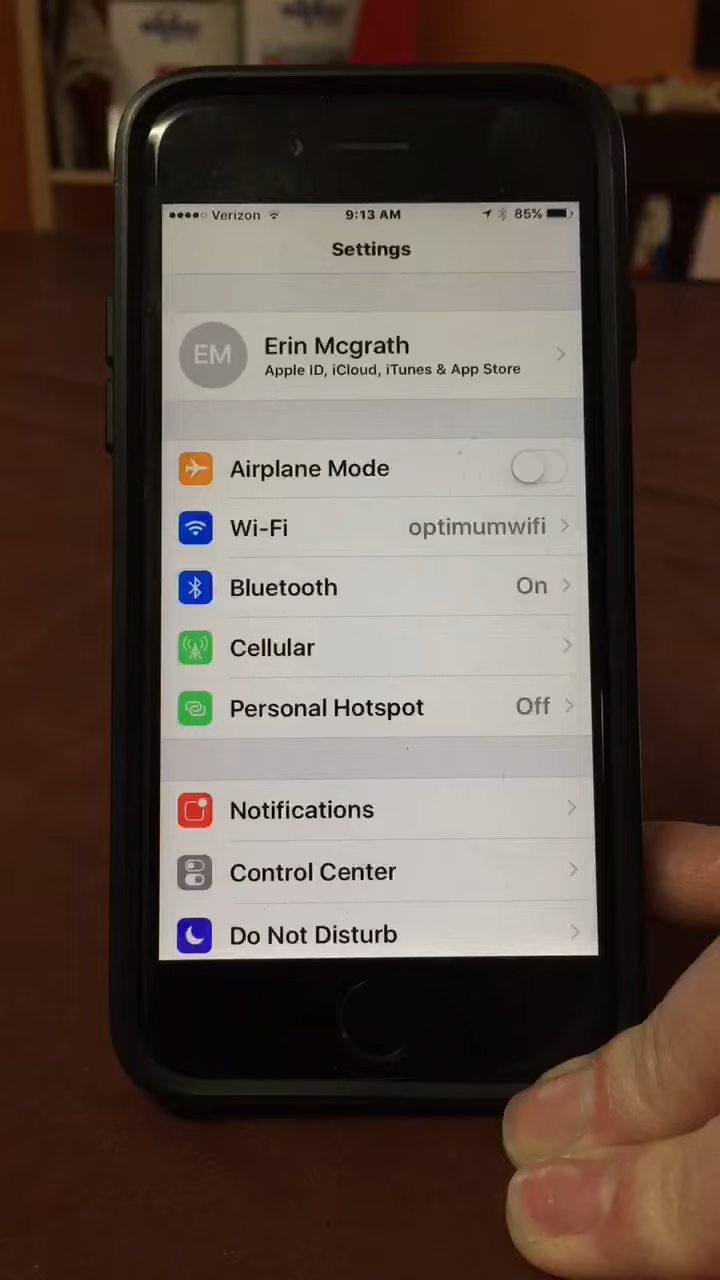 Verizon 9:13 AM 85%
Settings
EM
Erin Mcgrath
Apple ID, iCloud, iTunes & App Store
Airplane Mode
Wi-Fi optimumwifi
Bluetooth On
Cellular
Personal Hotspot Off
Notifications
Control Center
Do Not Disturb